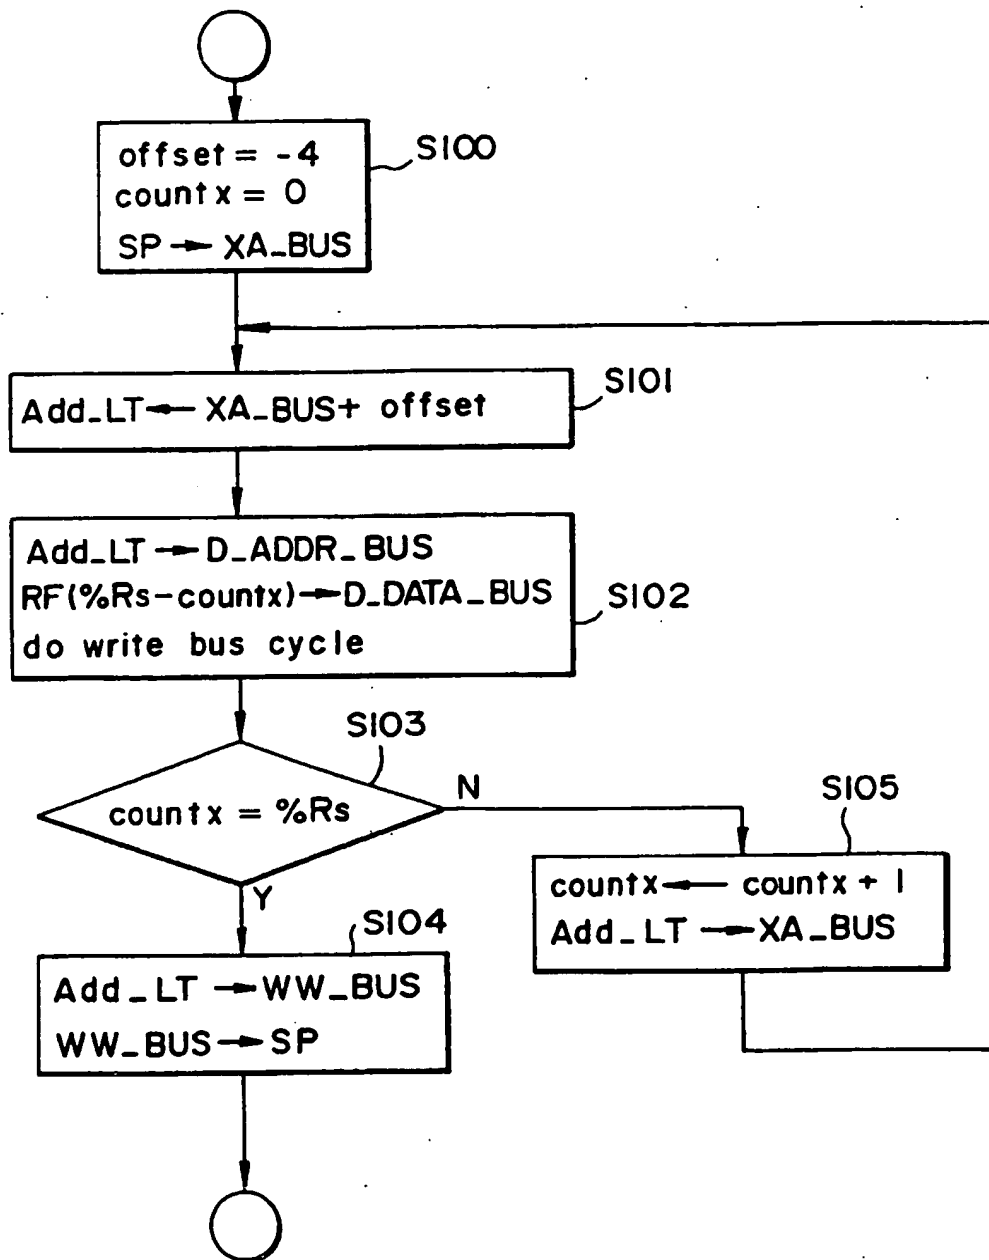 offset = -4
countx = 0
SP → XA_BUS
S100
Add_LT ← XA_BUS + offset
S101
Add_LT → D_ADDR_BUS
RF(%Rs-countx) → D_DATA_BUS
do write bus cycle
S102
S103
countx = %Rs
N
Y
S105
countx ← countx + 1
Add_LT → XA_BUS
S104
Add_LT → WW_BUS
WW_BUS → SP